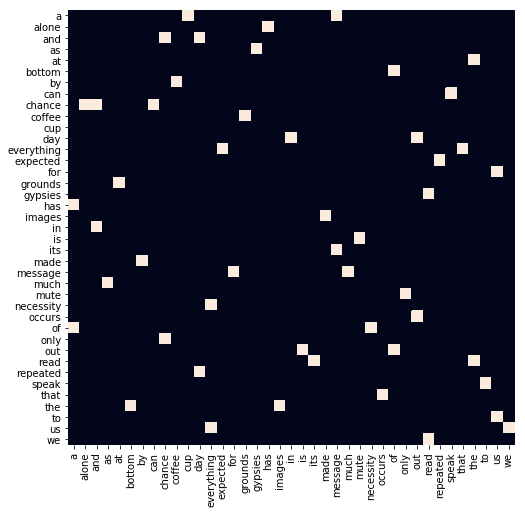 a
alone
and
as
at
bottom
by
can
chance
coffee
cup
day
everything
expected
for
grounds
gypsies
has
images
in
is
its
made
message
much
mute
necessity
occurs
of
only
out
read
repeated
speak
that
the
to
us
we
a
alone
and
as
at
bottom
by
can
chance
coffee
cup
day
everything
expected
for
grounds
gypsies
has
images
in
is
its
made
message
much
mute
necessity
occurs
of
only
out
read
repeated
speak
that
the
to
us
we